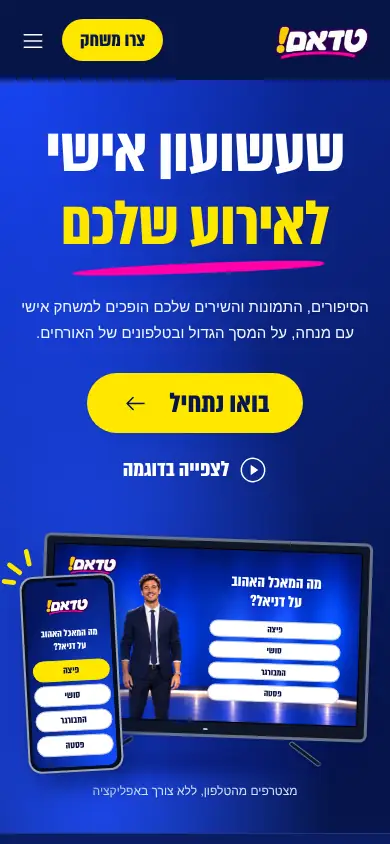 טדאם!
צרו משחק
שעשועון אישי
לאירוע שלכם
הסיפורים, התמונות והשירים שלכם הופכים למשחק אישי
עם מנחה, על המסך הגדול ובטלפונים של האורחים.
בואו נתחיל
לצפייה בדוגמה
טדאם!
מה המאכל האהוב
על דניאל?
פיצה
סושי
המבורגר
פסטה
טדאם!
מה המאכל האהוב
על דניאל?
פיצה
סושי
המבורגר
פסטה
מצטרפים מהטלפון, ללא צורך באפליקציה